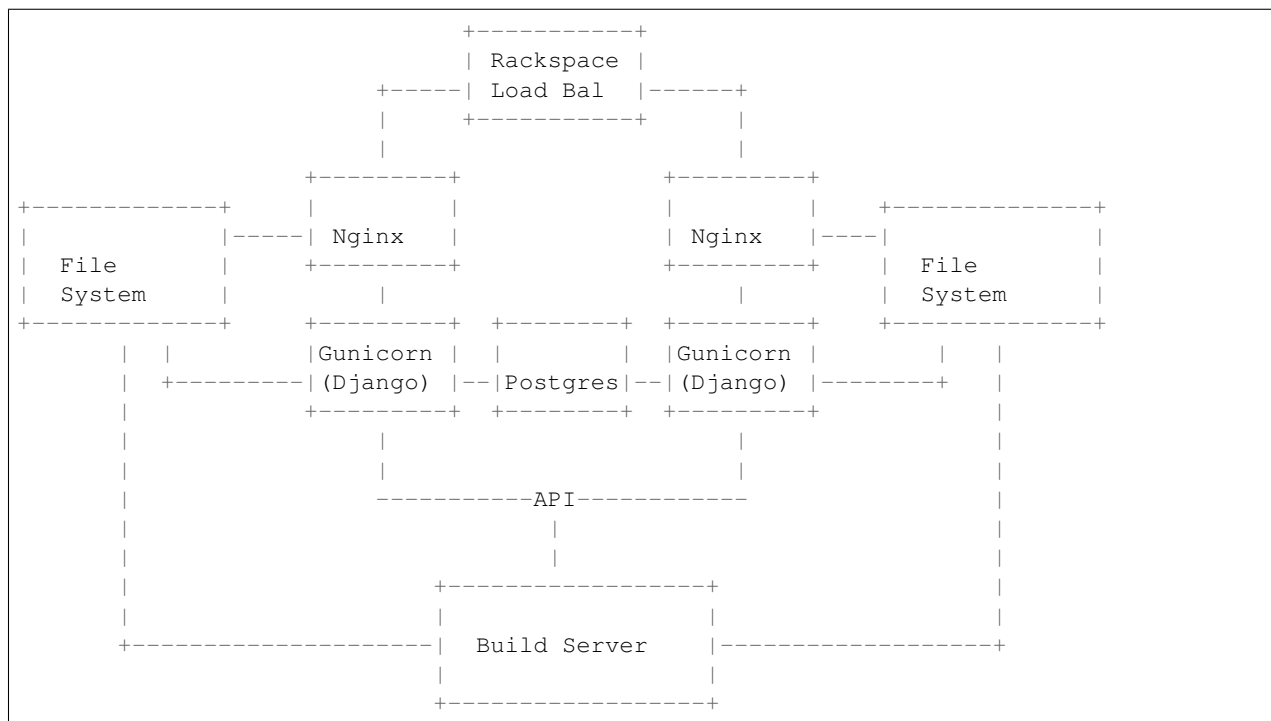 Rackspace
Load Bal
Nginx Nginx
File File
System System
Gunicorn Gunicorn
(Django) Postgres (Django)
API
Build Server